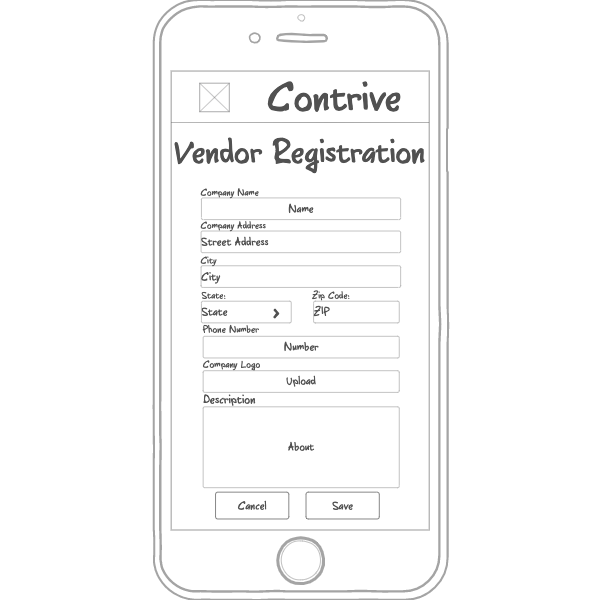 Contrive
Vendor Registration
Company Name
Name
Company Address
Street Address
City
City
State: Zip Code:
State ZIP
Phone Number
Number
Company Logo
Upload
Description
About
Cancel Save